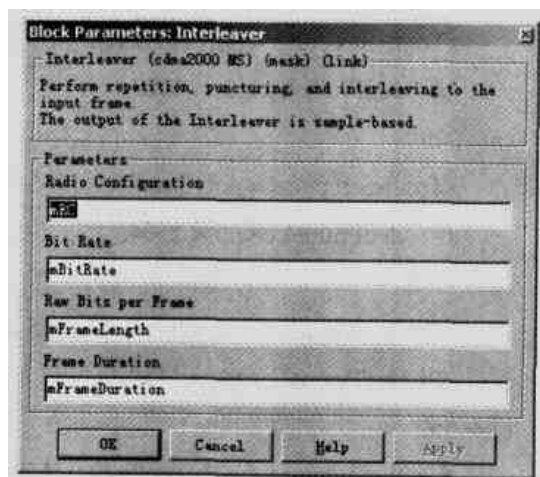 Block Parameters: Interleaver
Interleaver (cdma2000 MS) (mask) (link)
Perform repetition, puncturing, and interleaving to the
input frame.
The output of the Interleaver is sample-based.
Parameters
Radio Configuration
mRC
Bit Rate
mBitRate
Raw Bits per Frame
mFrameLength
Frame Duration
mFrameDuration
OK Cancel Help Apply